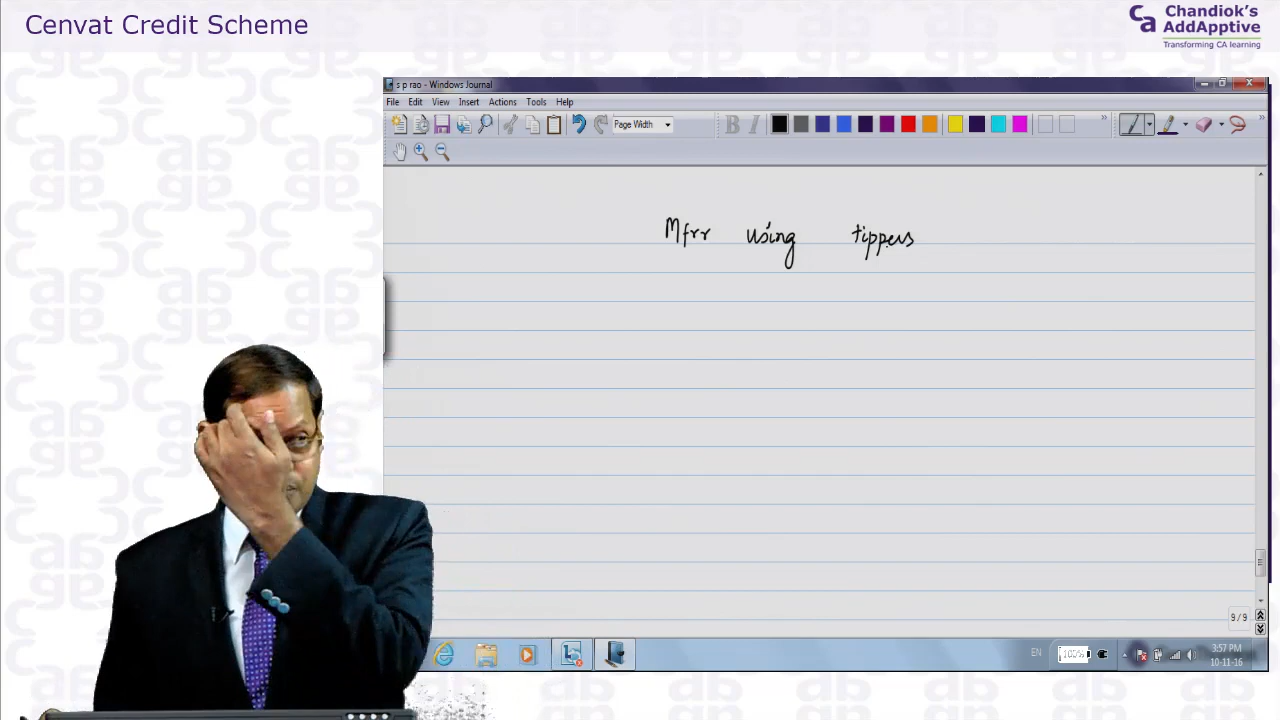 Cenvat Credit Scheme
Chandiok's
AddApptive
Transforming CA learning
s p rao - Windows Journal
File Edit View Insert Actions Tools Help
Page Width
B I
Mfrr using tippers
9/9
EN 100% 3:57 PM
10-11-16